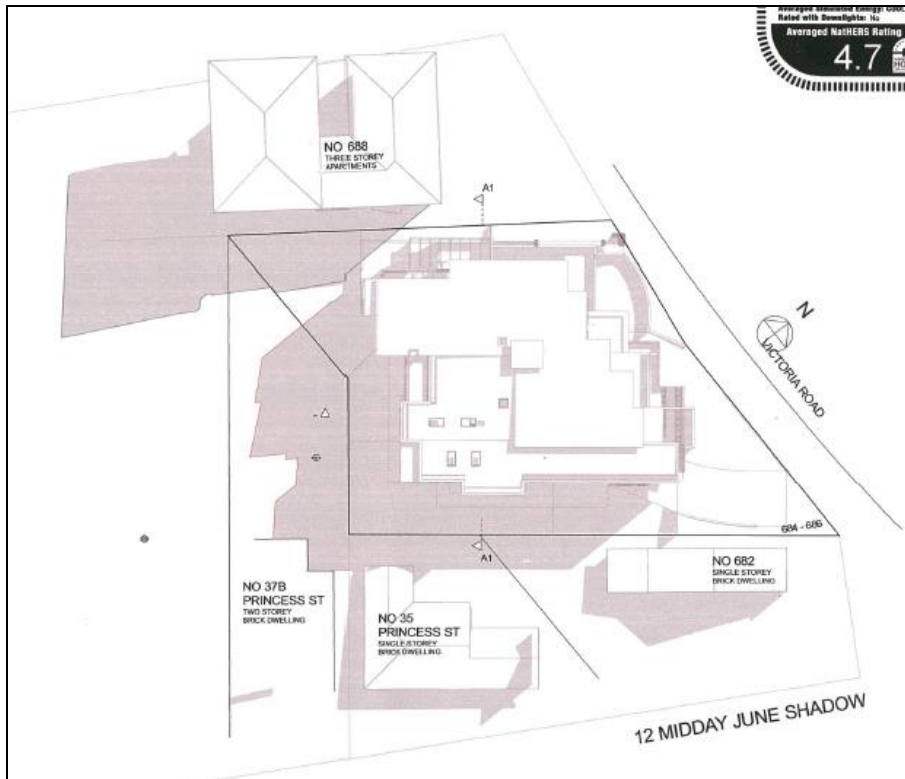 Rated with Downlights: No
Averaged NatHERS Rating
4.7
NO 688
THREE STOREY
APARTMENTS
A1
N
VICTORIA ROAD
684 - 686
A1
NO 682
SINGLE STOREY
BRICK DWELLING
NO 37B
PRINCESS ST
TWO STOREY
BRICK DWELLING
NO 35
PRINCESS ST
SINGLE STOREY
BRICK DWELLING
12 MIDDAY JUNE SHADOW